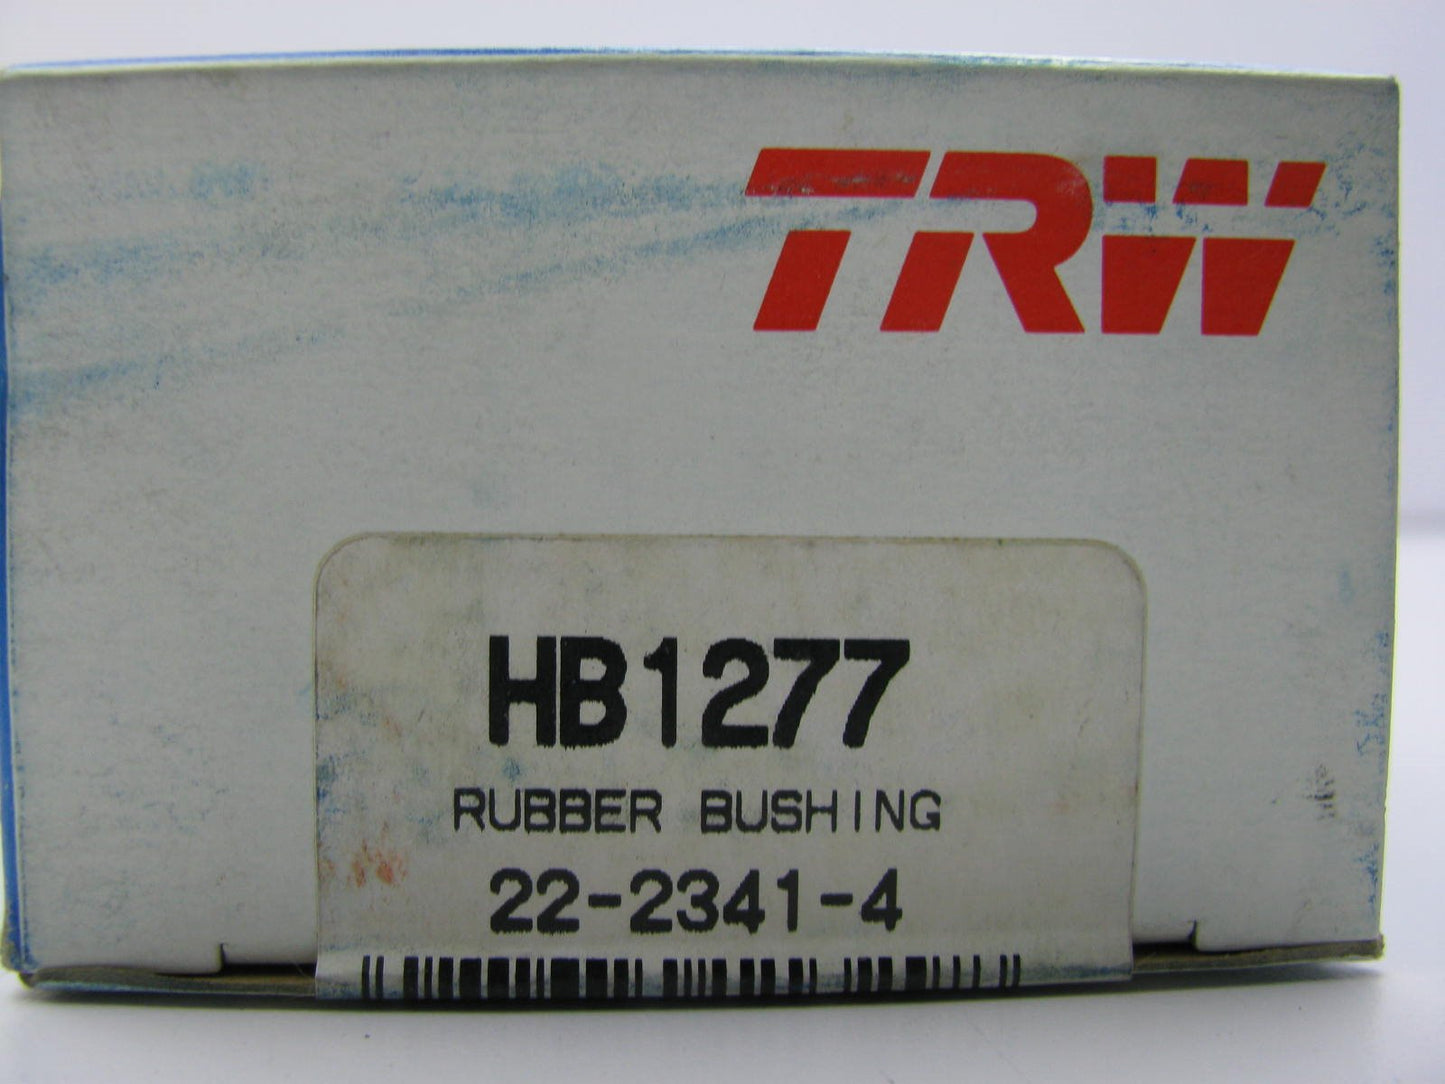 TRW
HB1277
RUBBER BUSHING
22-2341-4